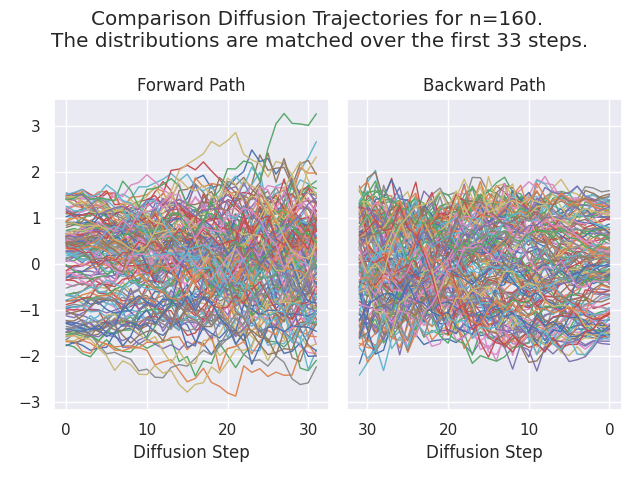 Comparison Diffusion Trajectories for n=160.
The distributions are matched over the first 33 steps.
Forward Path
Backward Path
3
2
1
0
−1
−2
−3
0 10 20 30
30 20 10 0
Diffusion Step
Diffusion Step